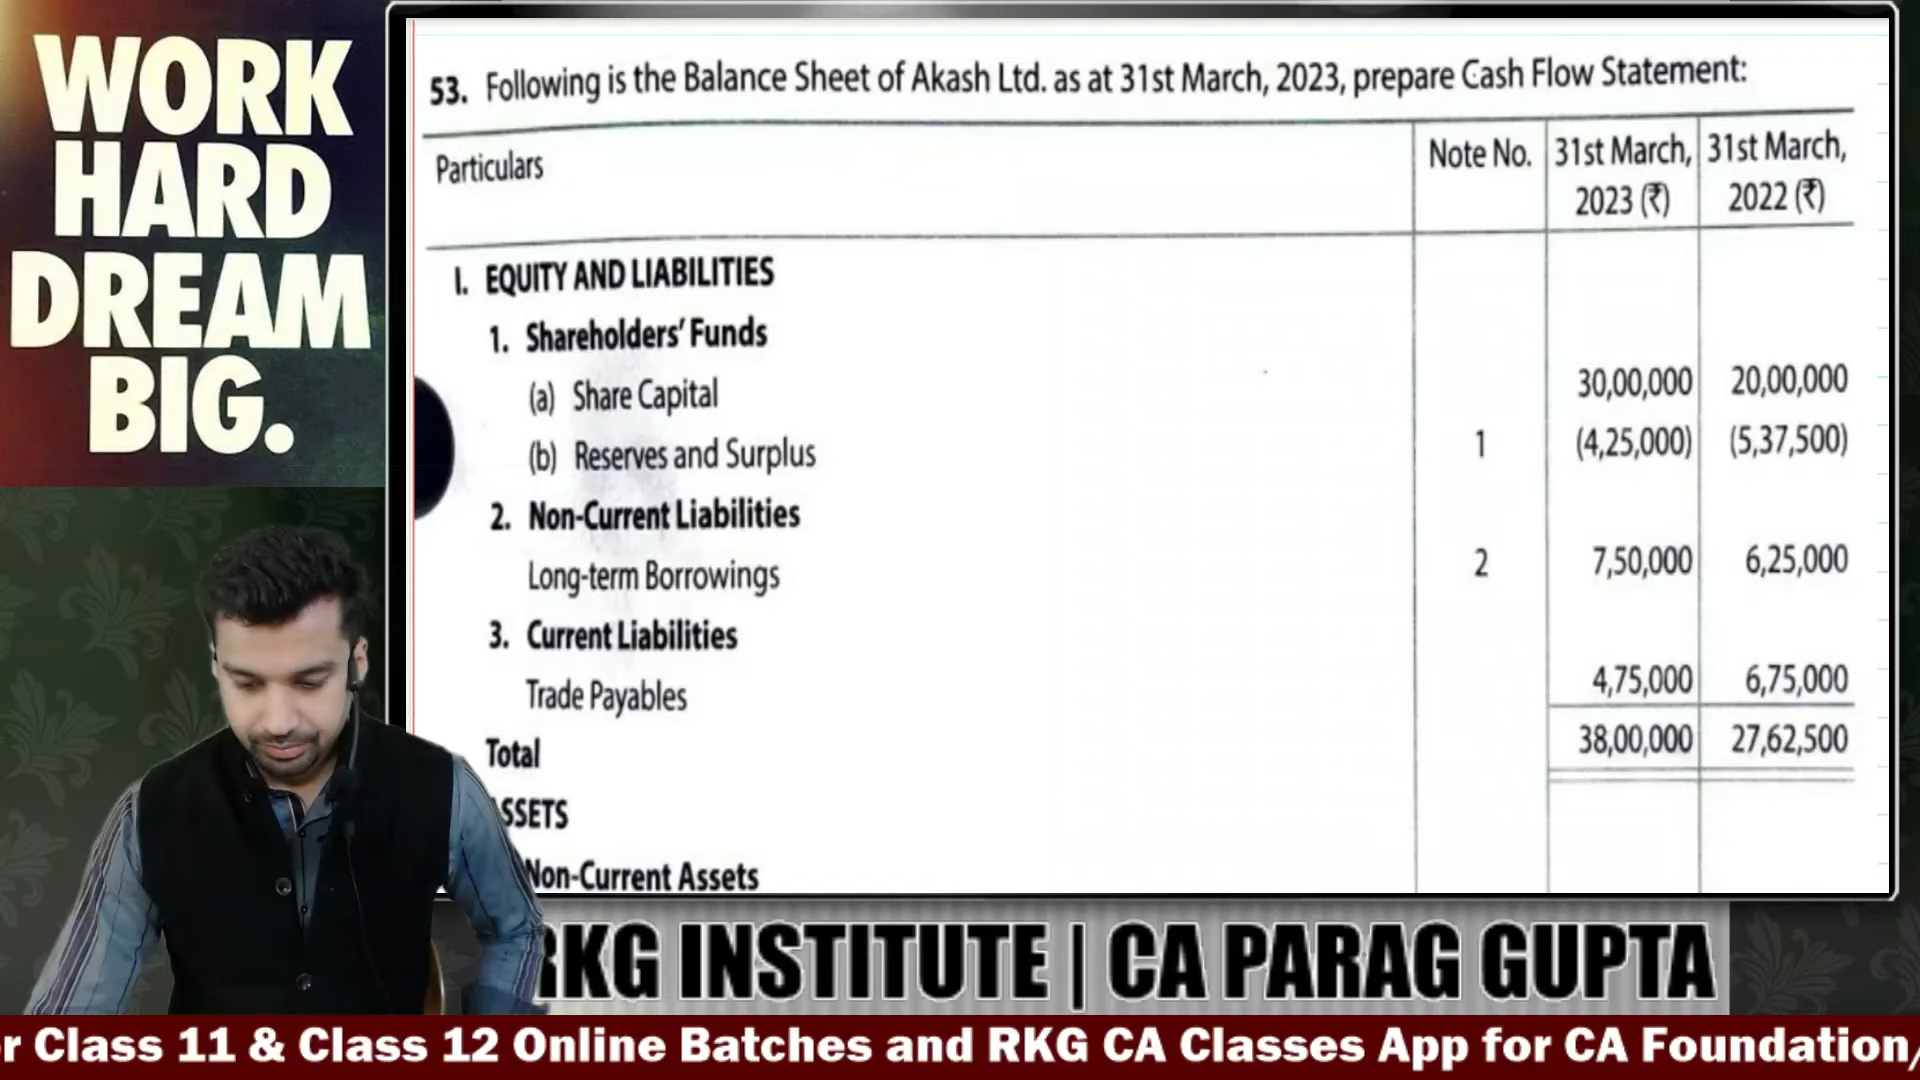 WORK
HARD
DREAM
BIG.
53. Following is the Balance Sheet of Akash Ltd. as at 31st March, 2023, prepare Cash Flow Statement:
Particulars Note No. 31st March, 2023 (₹) 31st March, 2022 (₹)
I. EQUITY AND LIABILITIES
1. Shareholders' Funds
(a) Share Capital 30,00,000 20,00,000
(b) Reserves and Surplus 1 (4,25,000) (5,37,500)
2. Non-Current Liabilities
Long-term Borrowings 2 7,50,000 6,25,000
3. Current Liabilities
Trade Payables 4,75,000 6,75,000
Total 38,00,000 27,62,500
SSETS
Non-Current Assets
RKG INSTITUTE | CA PARAG GUPTA
r Class 11 & Class 12 Online Batches and RKG CA Classes App for CA Foundation,